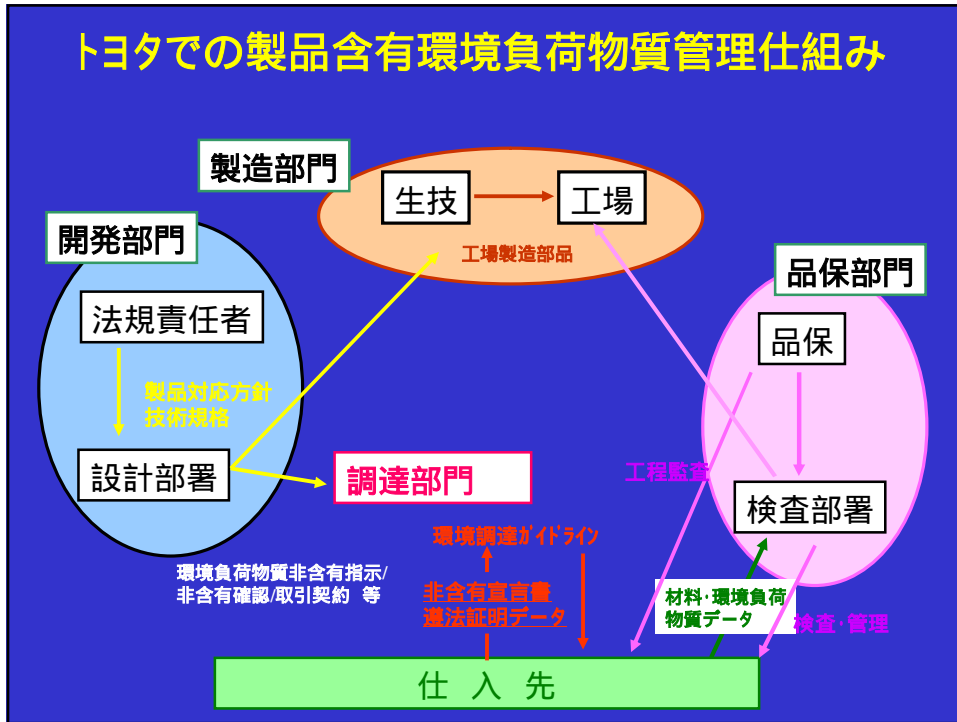 トヨタでの製品含有環境負荷物質管理仕組み
製造部門
生技
工場
工場製造部品
開発部門
法規責任者
製品対応方針
技術規格
設計部署
品保部門
品保
工程監査
検査部署
調達部門
環境調達ｶﾞｲﾄﾞﾗｲﾝ
環境負荷物質非含有指示/
非含有確認/取引契約 等
非含有宣言書
遵法証明データ
材料･環境負荷
物質データ
検査･管理
仕 入 先